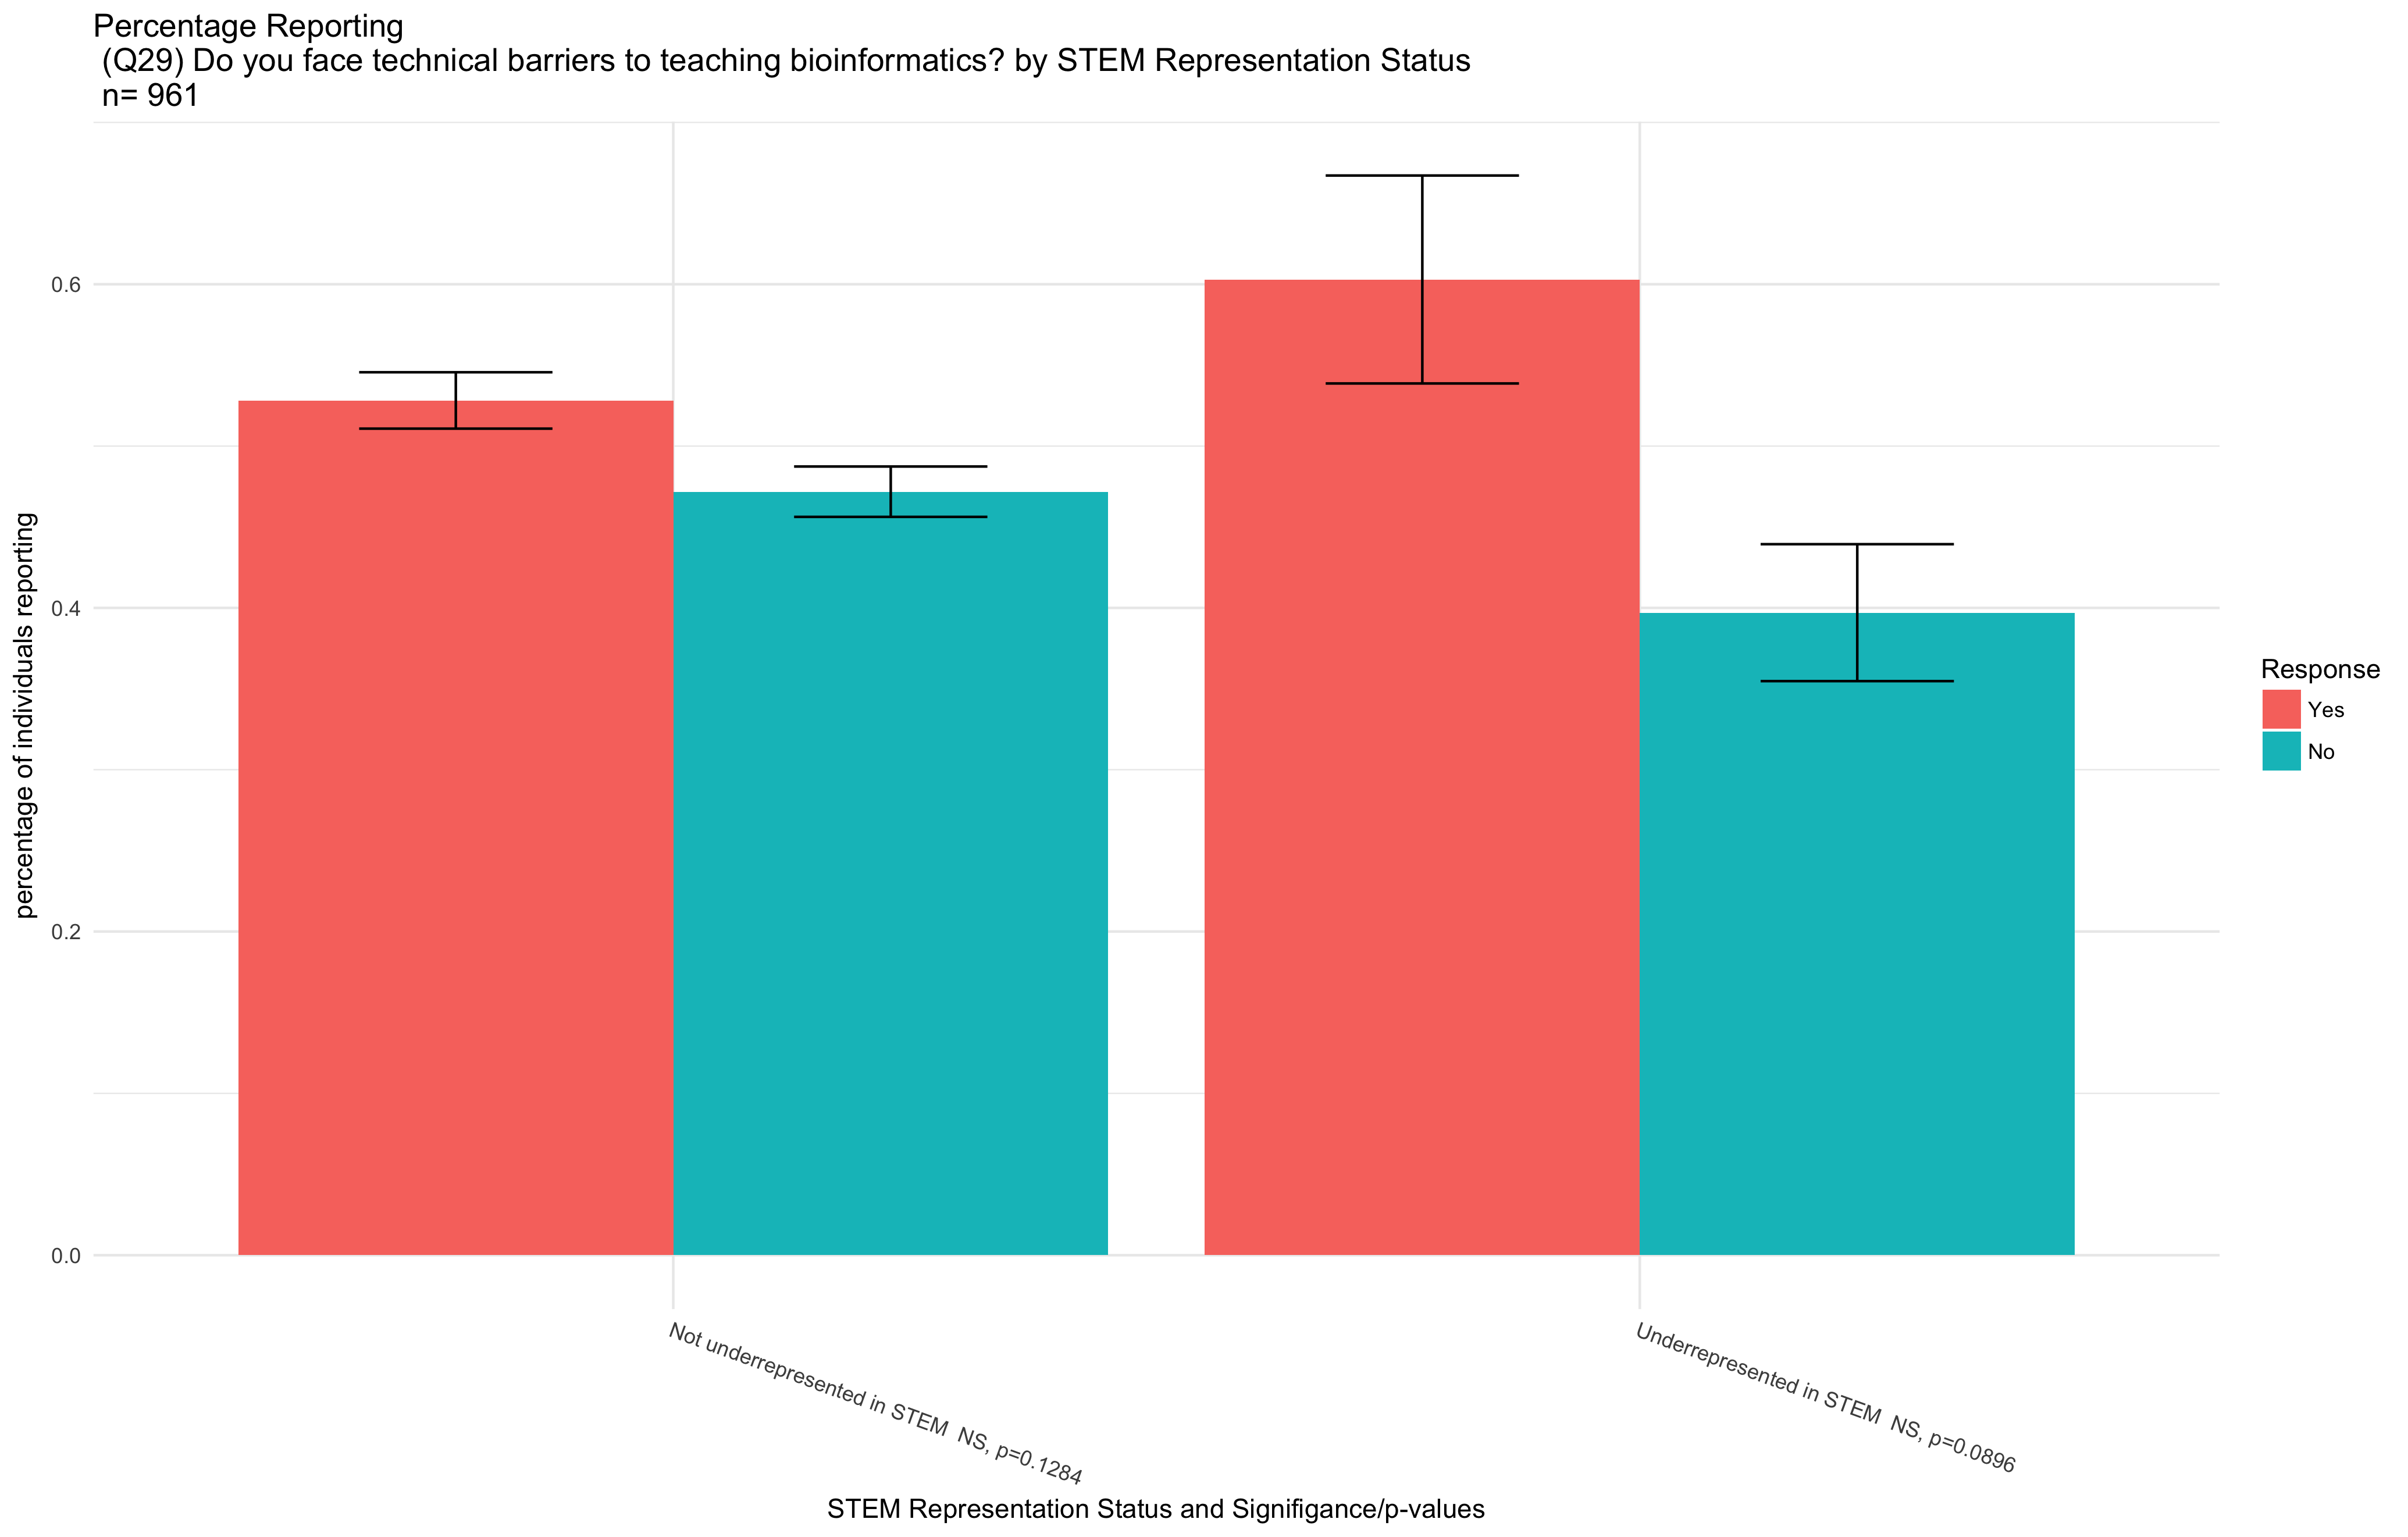 Percentage Reporting
(Q29) Do you face technical barriers to teaching bioinformatics? by STEM Representation Status
n= 961
percentage of individuals reporting
0.6
0.4
0.2
0.0
Response
Yes
No
Not underrepresented in STEM  NS, p=0.1284
Underrepresented in STEM  NS, p=0.0896
STEM Representation Status and Signifigance/p-values